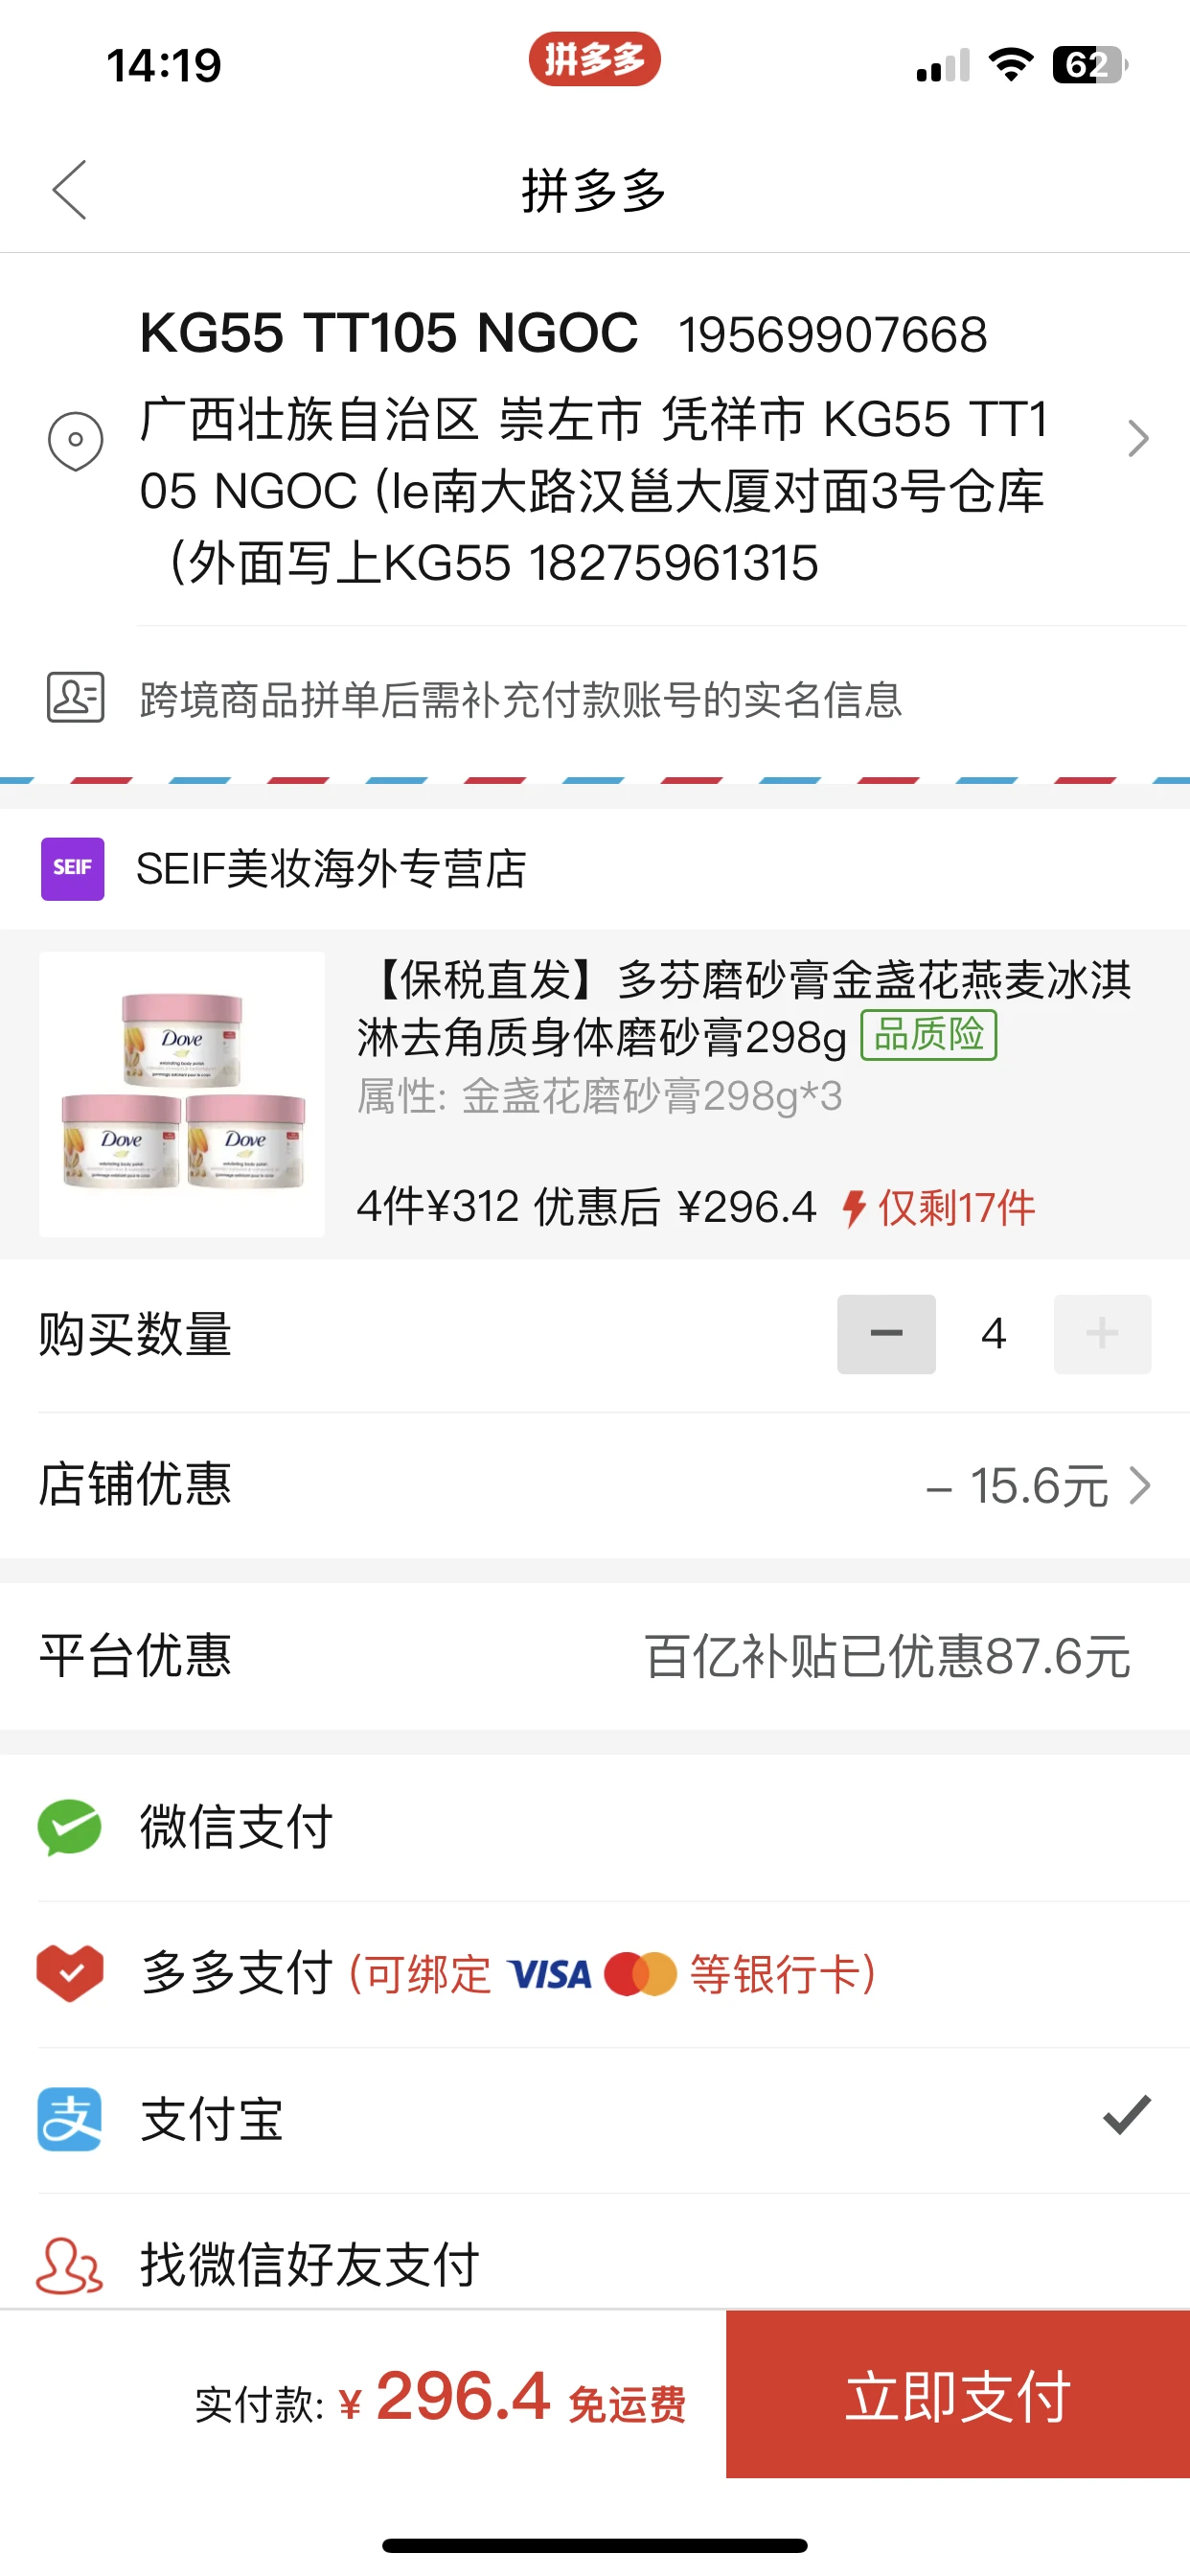 14:19
拼多多
62
拼多多
KG55 TT105 NGOC 19569907668
广西壮族自治区 崇左市 凭祥市 KG55 TT1
05 NGOC (le南大路汉邕大厦对面3号仓库
（外面写上KG55 18275961315
跨境商品拼单后需补充付款账号的实名信息
SEIF
SEIF美妆海外专营店
【保税直发】多芬磨砂膏金盏花燕麦冰淇
淋去角质身体磨砂膏298g 品质险
属性: 金盏花磨砂膏298g*3
Dove
Dove
Dove
4件¥312 优惠后 ¥296.4 仅剩17件
购买数量
4
店铺优惠
– 15.6元
平台优惠
百亿补贴已优惠87.6元
微信支付
多多支付 (可绑定 VISA 等银行卡)
支
支付宝
找微信好友支付
实付款: ¥ 296.4 免运费
立即支付